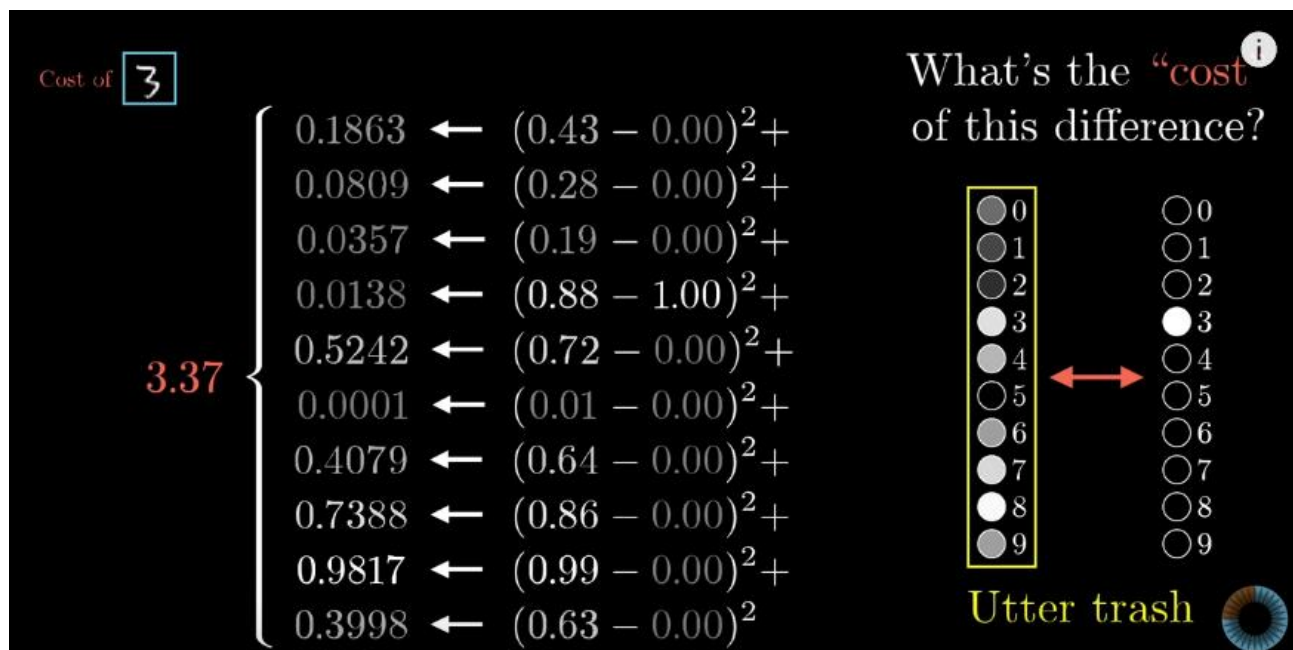 Cost of 3
0.1863 ← (0.43 − 0.00)²+
0.0809 ← (0.28 − 0.00)²+
0.0357 ← (0.19 − 0.00)²+
0.0138 ← (0.88 − 1.00)²+
0.5242 ← (0.72 − 0.00)²+
0.0001 ← (0.01 − 0.00)²+
0.4079 ← (0.64 − 0.00)²+
0.7388 ← (0.86 − 0.00)²+
0.9817 ← (0.99 − 0.00)²+
0.3998 ← (0.63 − 0.00)²
3.37
What's the “cost
i
of this difference?
0 0
1 1
2 2
3 3
4 4
5 5
6 6
7 7
8 8
9 9
Utter trash